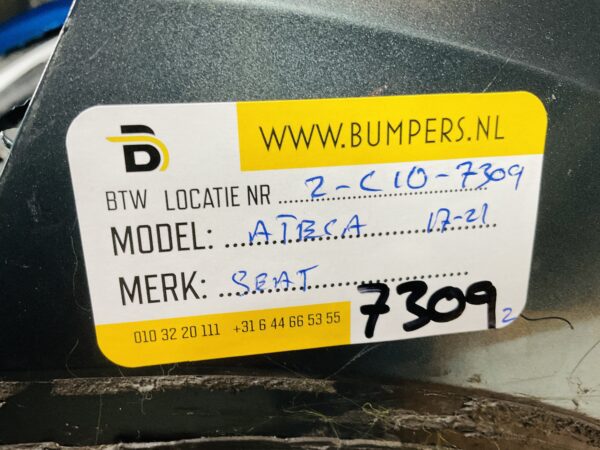 B
WWW.BUMPERS.NL
BTW LOCATIE NR 2-C10-7309
MODEL: ATECA 17-21
MERK: SEAT
7309 2
010 32 20 111 +31 6 44 66 53 55